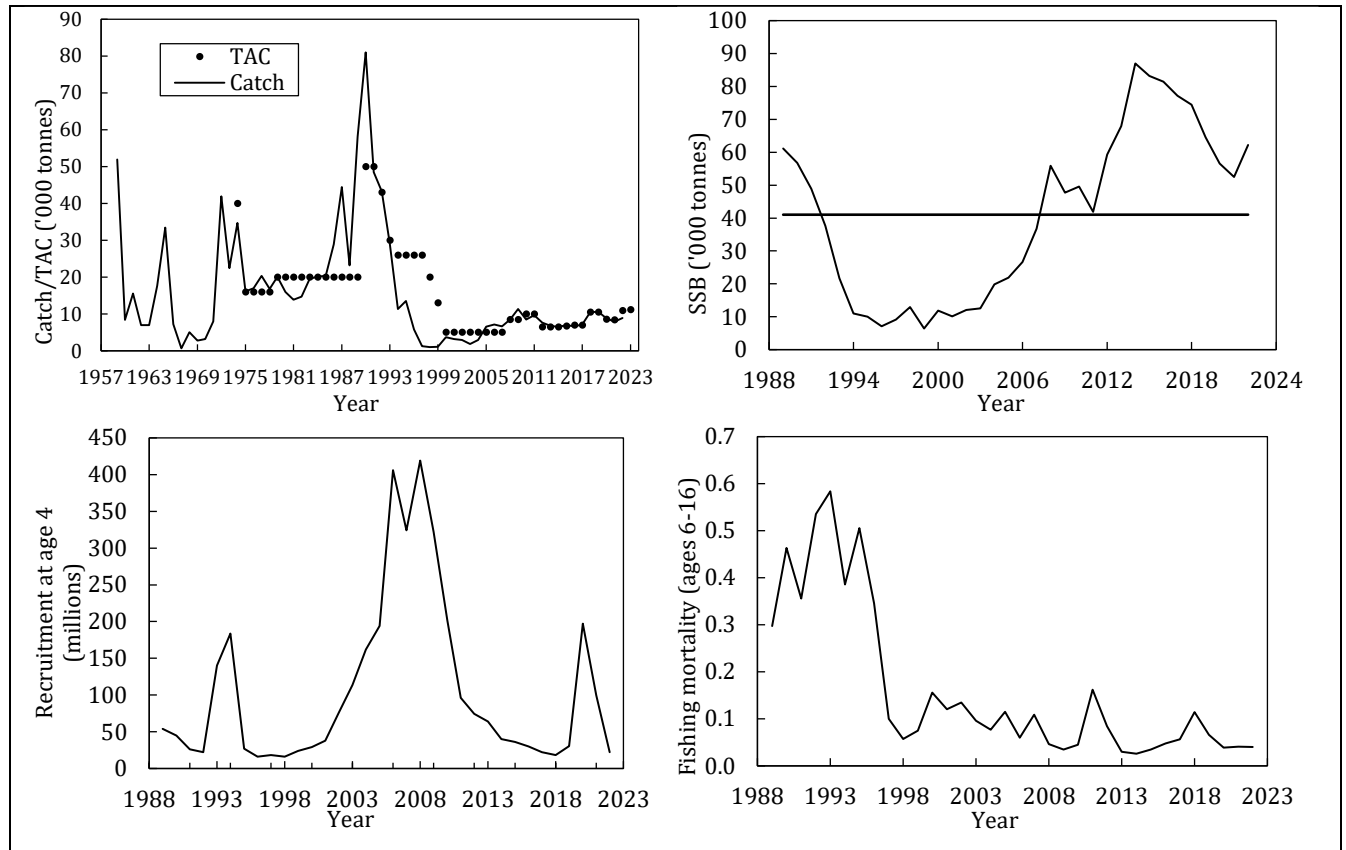 90
80
70
60
50
40
30
20
10
0
Catch/TAC ('000 tonnes)
TAC
Catch
1957 1963 1969 1975 1981 1987 1993 1999 2005 2011 2017 2023
Year
100
90
80
70
60
50
40
30
20
10
0
SSB ('000 tonnes)
1988 1994 2000 2006 2012 2018 2024
Year
450
400
350
300
250
200
150
100
50
0
Recruitment at age 4
(millions)
1988 1993 1998 2003 2008 2013 2018 2023
Year
0.7
0.6
0.5
0.4
0.3
0.2
0.1
0.0
Fishing mortality (ages 6-16)
1988 1993 1998 2003 2008 2013 2018 2023
Year